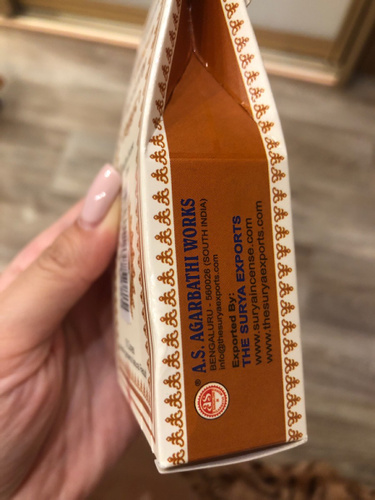 ®
A.S. AGARBATHI WORKS
BENGALURU - 560026 (SOUTH INDIA)
info@thesuryaexports.com
Exported By:
THE SURYA EXPORTS
www.suryaincense.com
www.thesuryaexports.com